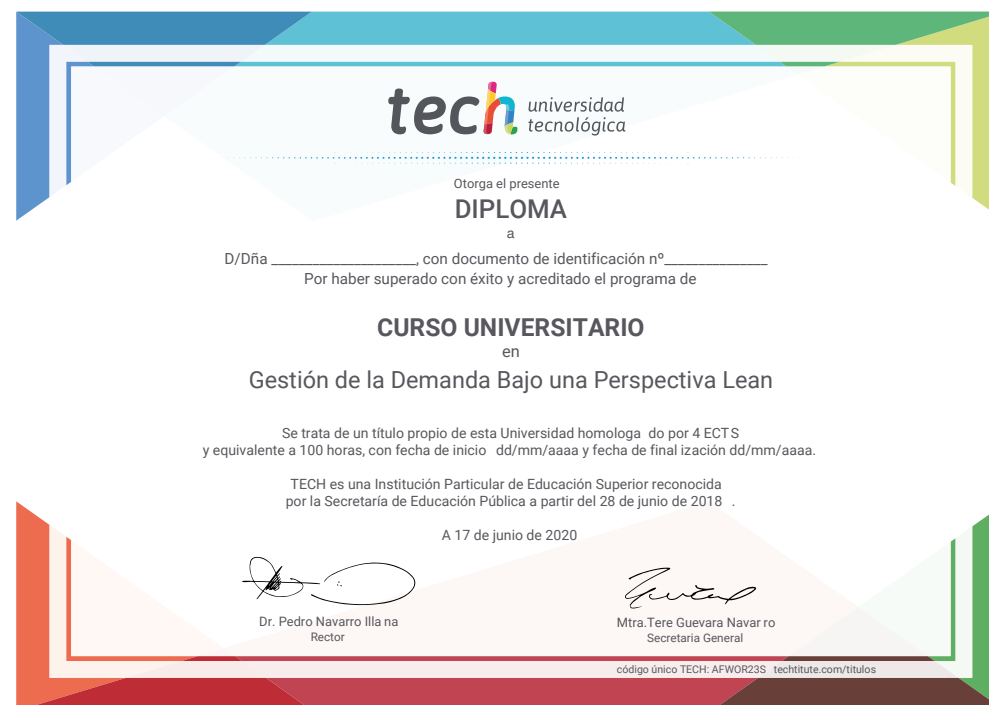 tech universidad
tecnológica
Otorga el presente
DIPLOMA
a
D/Dña ____________________, con documento de identificación nº______________
Por haber superado con éxito y acreditado el programa de
CURSO UNIVERSITARIO
en
Gestión de la Demanda Bajo una Perspectiva Lean
Se trata de un título propio de esta Universidad homologa do por 4 ECTS
y equivalente a 100 horas, con fecha de inicio dd/mm/aaaa y fecha de final ización dd/mm/aaaa.
TECH es una Institución Particular de Educación Superior reconocida
por la Secretaría de Educación Pública a partir del 28 de junio de 2018 .
A 17 de junio de 2020
Dr. Pedro Navarro Illa na
Rector
Mtra.Tere Guevara Navar ro
Secretaria General
código único TECH: AFWOR23S techtitute.com/titulos